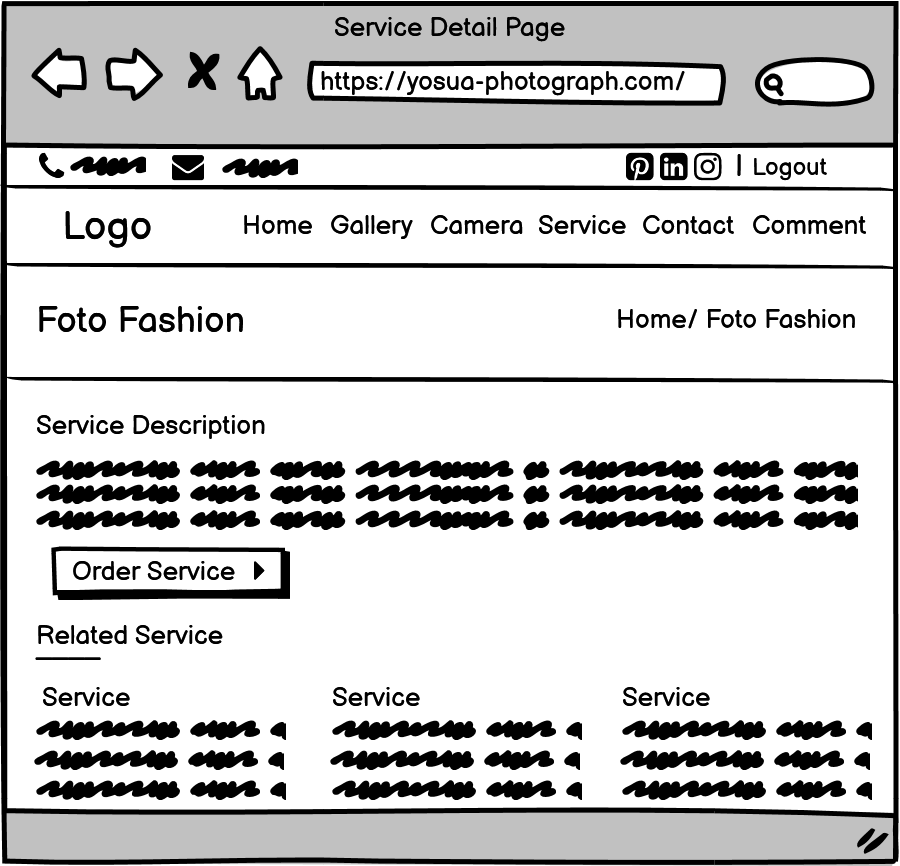 Service Detail Page
https://yosua-photograph.com/
Logout
Logo Home Gallery Camera Service Contact Comment
Foto Fashion Home/ Foto Fashion
Service Description
Order Service
Related Service
Service Service Service